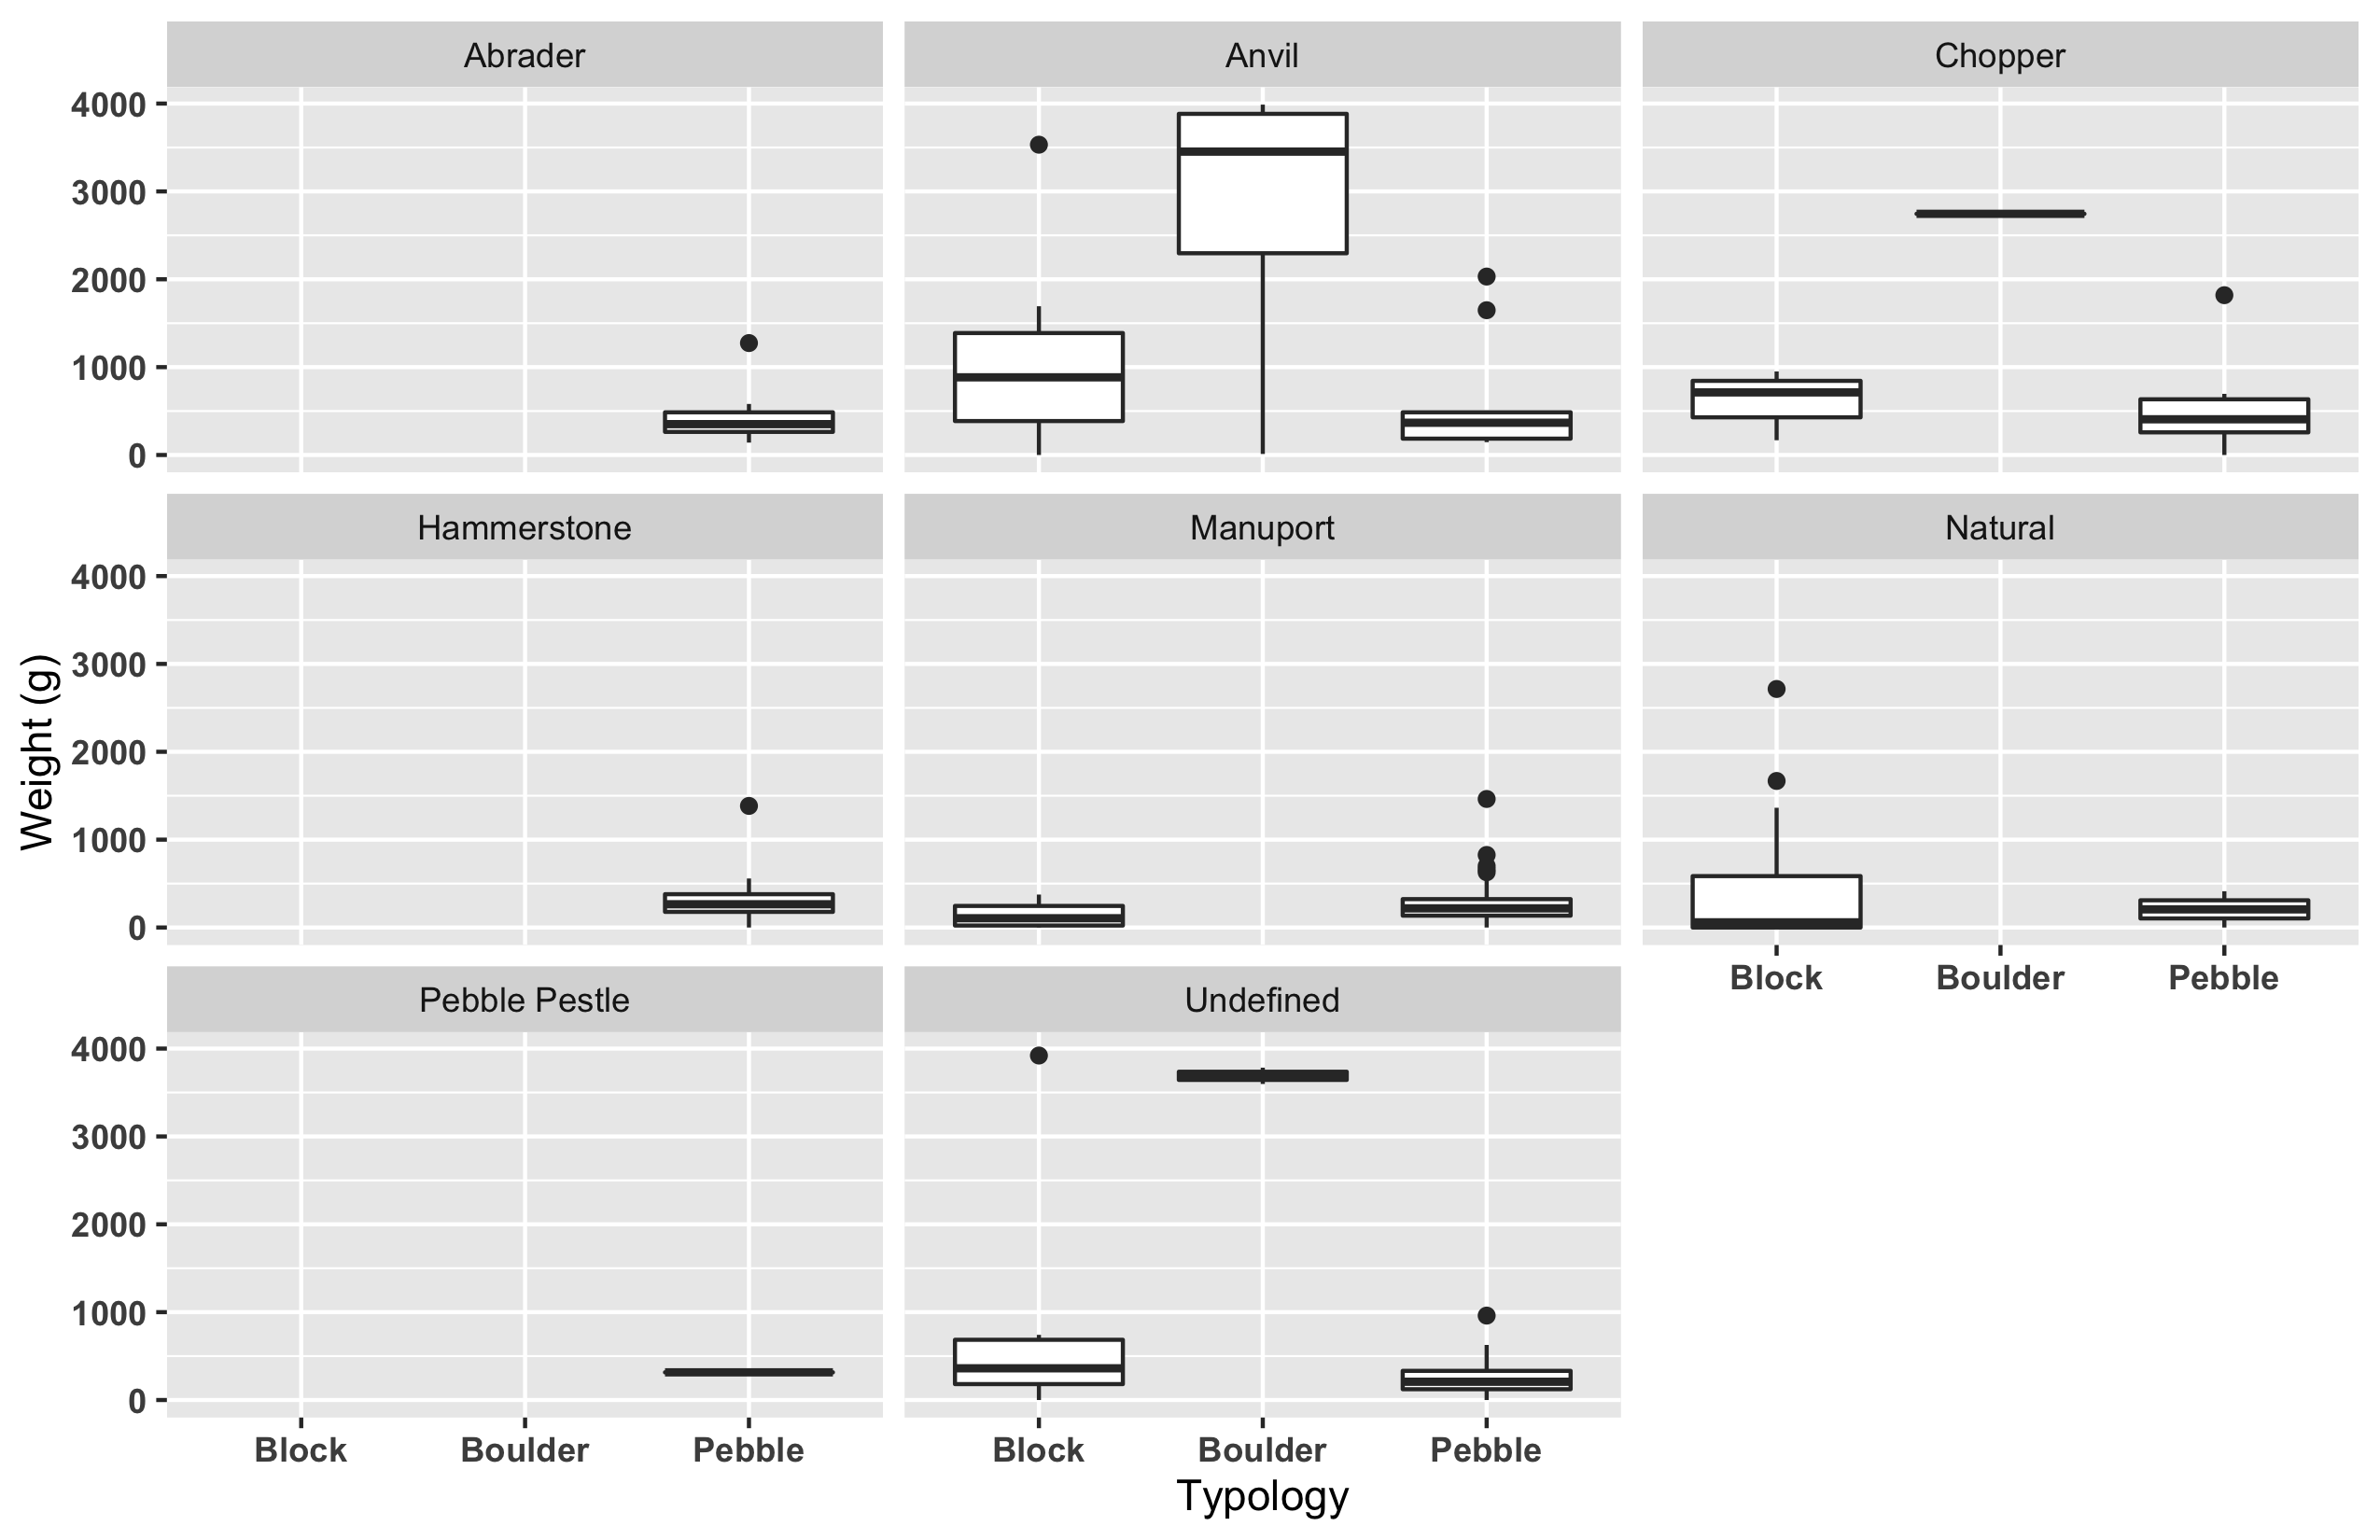 Abrader
Anvil
Chopper
4000
3000
2000
1000
0
Hammerstone
Manuport
Natural
4000
3000
2000
1000
0
Block Boulder Pebble
Pebble Pestle
Undefined
4000
3000
2000
1000
0
Block Boulder Pebble
Block Boulder Pebble
Typology
Weight (g)